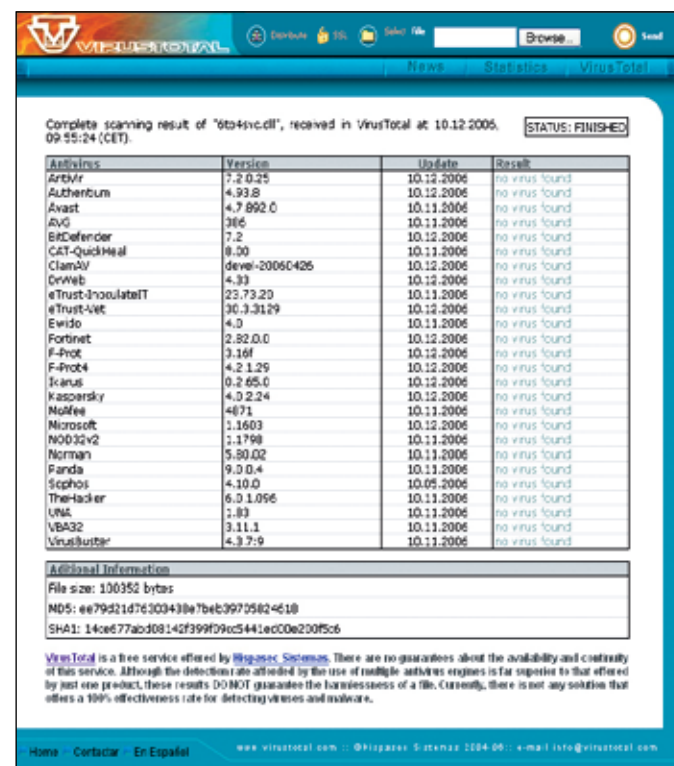 VIRUSTOTAL Distribute SSL Select file Browse... Send
News Statistics VirusTotal
Complete scanning result of "6to4svc.dll", received in VirusTotal at 10.12.2006, STATUS: FINISHED
09:55:24 (CET).
Antivirus Version Update Result
AntiVir 7.2.0.25 10.12.2006 no virus found
Authentium 4.93.8 10.12.2006 no virus found
Avast 4.7.892.0 10.11.2006 no virus found
AVG 386 10.11.2006 no virus found
BitDefender 7.2 10.12.2006 no virus found
CAT-QuickHeal 8.00 10.11.2006 no virus found
ClamAV devel-20060426 10.12.2006 no virus found
DrWeb 4.33 10.12.2006 no virus found
eTrust-InoculateIT 23.73.20 10.11.2006 no virus found
eTrust-Vet 30.3.3129 10.12.2006 no virus found
Ewido 4.0 10.11.2006 no virus found
Fortinet 2.82.0.0 10.12.2006 no virus found
F-Prot 3.16f 10.12.2006 no virus found
F-Prot4 4.2.1.29 10.12.2006 no virus found
Ikarus 0.2.65.0 10.12.2006 no virus found
Kaspersky 4.0.2.24 10.12.2006 no virus found
McAfee 4871 10.11.2006 no virus found
Microsoft 1.1603 10.12.2006 no virus found
NOD32v2 1.1798 10.11.2006 no virus found
Norman 5.80.02 10.11.2006 no virus found
Panda 9.0.0.4 10.11.2006 no virus found
Sophos 4.10.0 10.05.2006 no virus found
TheHacker 6.0.1.096 10.11.2006 no virus found
UNA 1.83 10.11.2006 no virus found
VBA32 3.11.1 10.11.2006 no virus found
VirusBuster 4.3.7:9 10.11.2006 no virus found
Aditional Information
File size: 100352 bytes
MD5: ee79d21d76303438e7beb39705824618
SHA1: 14ce677abd08142f399f09cc5441ec00e200f5c6
VirusTotal is a free service offered by Hispasec Sistemas. There are no guarantees about the availability and continuity
of this service. Although the detection rate afforded by the use of multiple antivirus engines is far superior to that offered
by just one product, these results DO NOT guarantee the harmlessness of a file. Currently, there is not any solution that
offers a 100% effectiveness rate for detecting viruses and malware.
Home Contactar En Español www.virustotal.com :: ©Hispasec Sistemas 2004-06:: e-mail info@virustotal.com